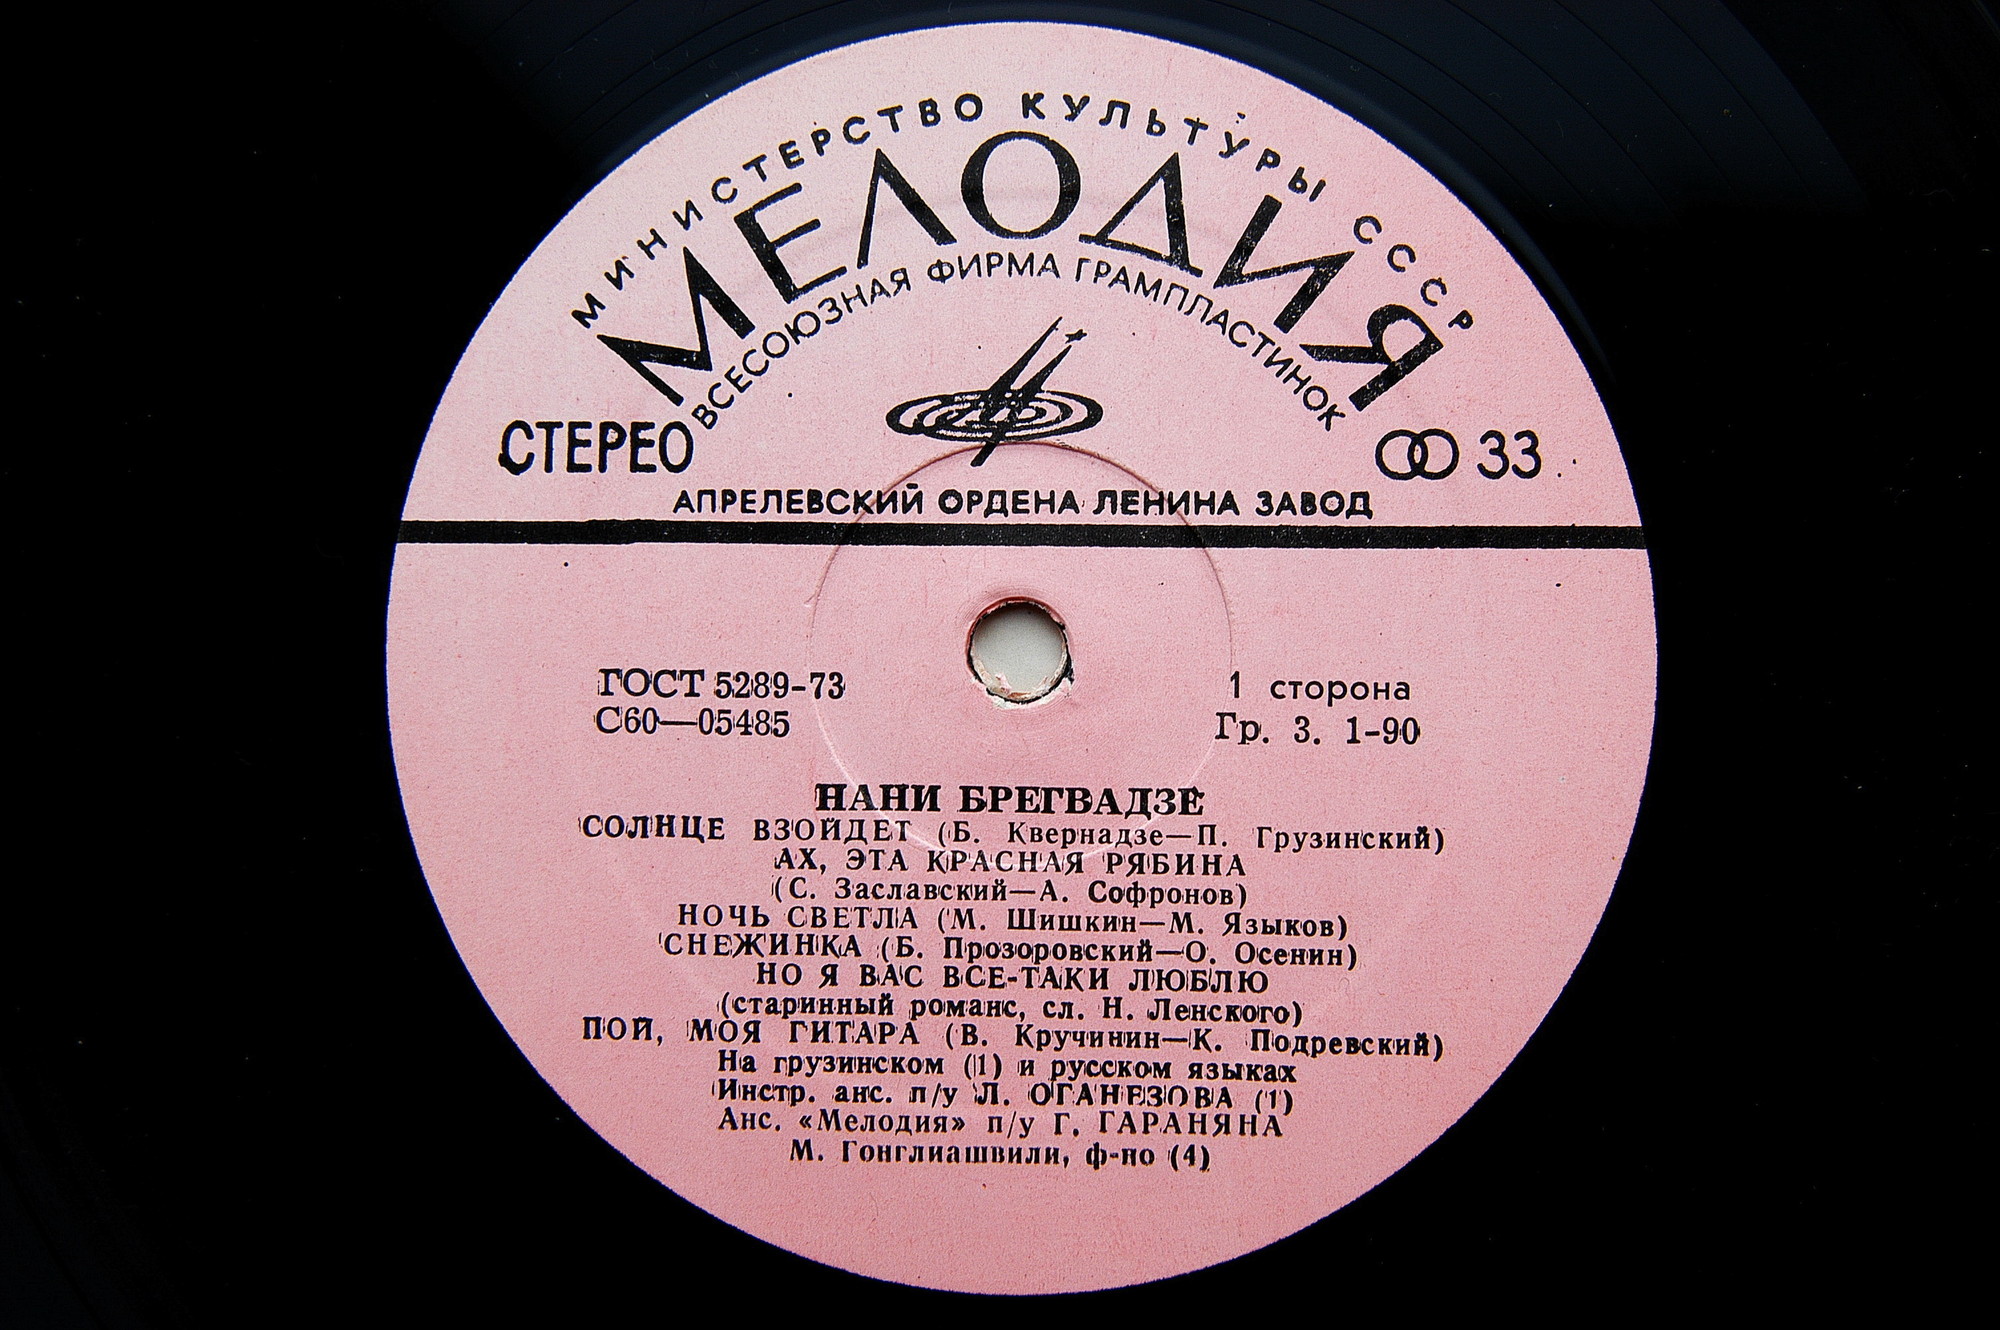 МИНИСТЕРСТВО КУЛЬТУРЫ СССР
МЕЛОДИЯ
ВСЕСОЮЗНАЯ ФИРМА ГРАМПЛАСТИНОК
СТЕРЕО
33
АПРЕЛЕВСКИЙ ОРДЕНА ЛЕНИНА ЗАВОД
ГОСТ 5289-73
1 сторона
С60—05485
Гр. 3. 1-90
НАНИ БРЕГВАДЗЕ
СОЛНЦЕ ВЗОЙДЕТ (Б. Квернадзе—П. Грузинский)
АХ, ЭТА КРАСНАЯ РЯБИНА
(С. Заславский—А. Софронов)
НОЧЬ СВЕТЛА (М. Шишкин—М. Языков)
СНЕЖИНКА (Б. Прозоровский—О. Осенин)
НО Я ВАС ВСЕ-ТАКИ ЛЮБЛЮ
(старинный романс, сл. Н. Ленского)
ПОЙ, МОЯ ГИТАРА (В. Кручинин—К. Подревский)
На грузинском (1) и русском языках
Инстр. анс. п/у Л. ОГАНЕЗОВА (1)
Анс. «Мелодия» п/у Г. ГАРАНЯНА
М. Гонглиашвили, ф-но (4)